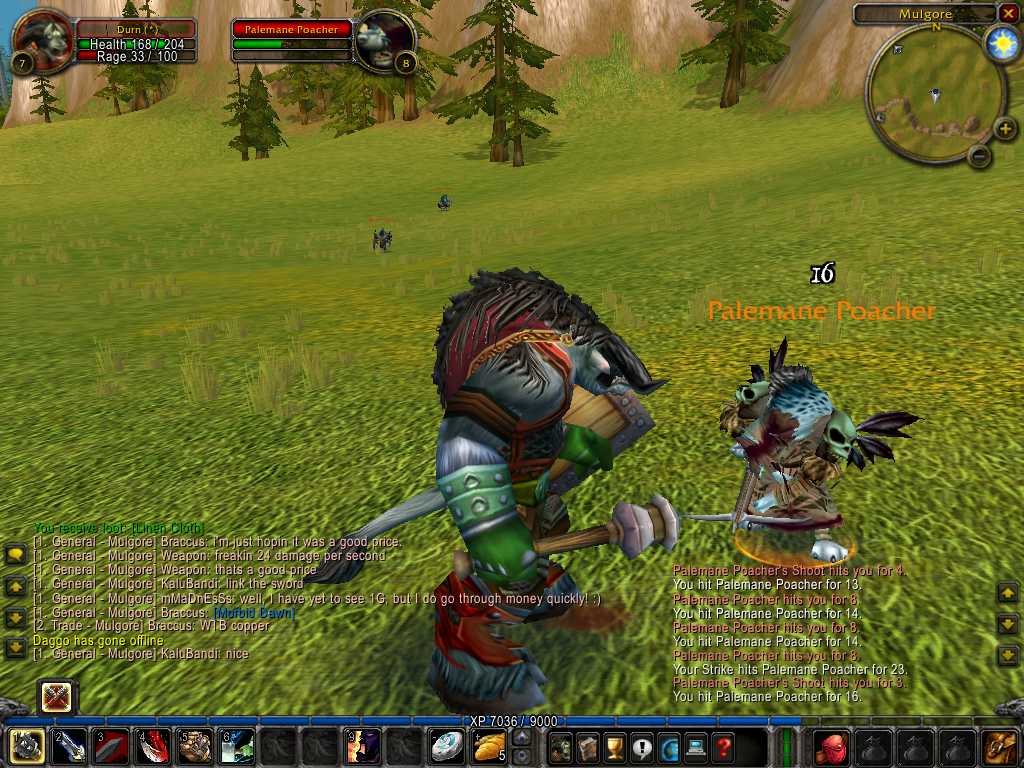 Durn (*)
Health 168 / 204
Rage 33 / 100
7
Palemane Poacher
8
Mulgore
N
16
Palemane Poacher
You receive loot: [Linen Cloth]
[1. General - Mulgore] Braccus: I'm just hopin it was a good price.
[1. General - Mulgore] Weapon: freakin 24 damage per second
[1. General - Mulgore] Weapon: thats a good price
[1. General - Mulgore] KaluBandi: link the sword
[1. General - Mulgore] mMaDnEsSs: well, I have yet to see 1G, but I do go through money quickly! :)
[1. General - Mulgore] Braccus: [Morbid Dawn]
[2. Trade - Mulgore] Braccus: WTB copper
Daggo has gone offline.
[1. General - Mulgore] KaluBandi: nice
Palemane Poacher's Shoot hits you for 4.
You hit Palemane Poacher for 13.
Palemane Poacher hits you for 8.
You hit Palemane Poacher for 14.
Palemane Poacher hits you for 8.
You hit Palemane Poacher for 14.
Palemane Poacher hits you for 8.
Your Strike hits Palemane Poacher for 23.
Palemane Poacher's Shoot hits you for 3.
You hit Palemane Poacher for 16.
XP 7036 / 9000
2
3
4
5
6
9
5